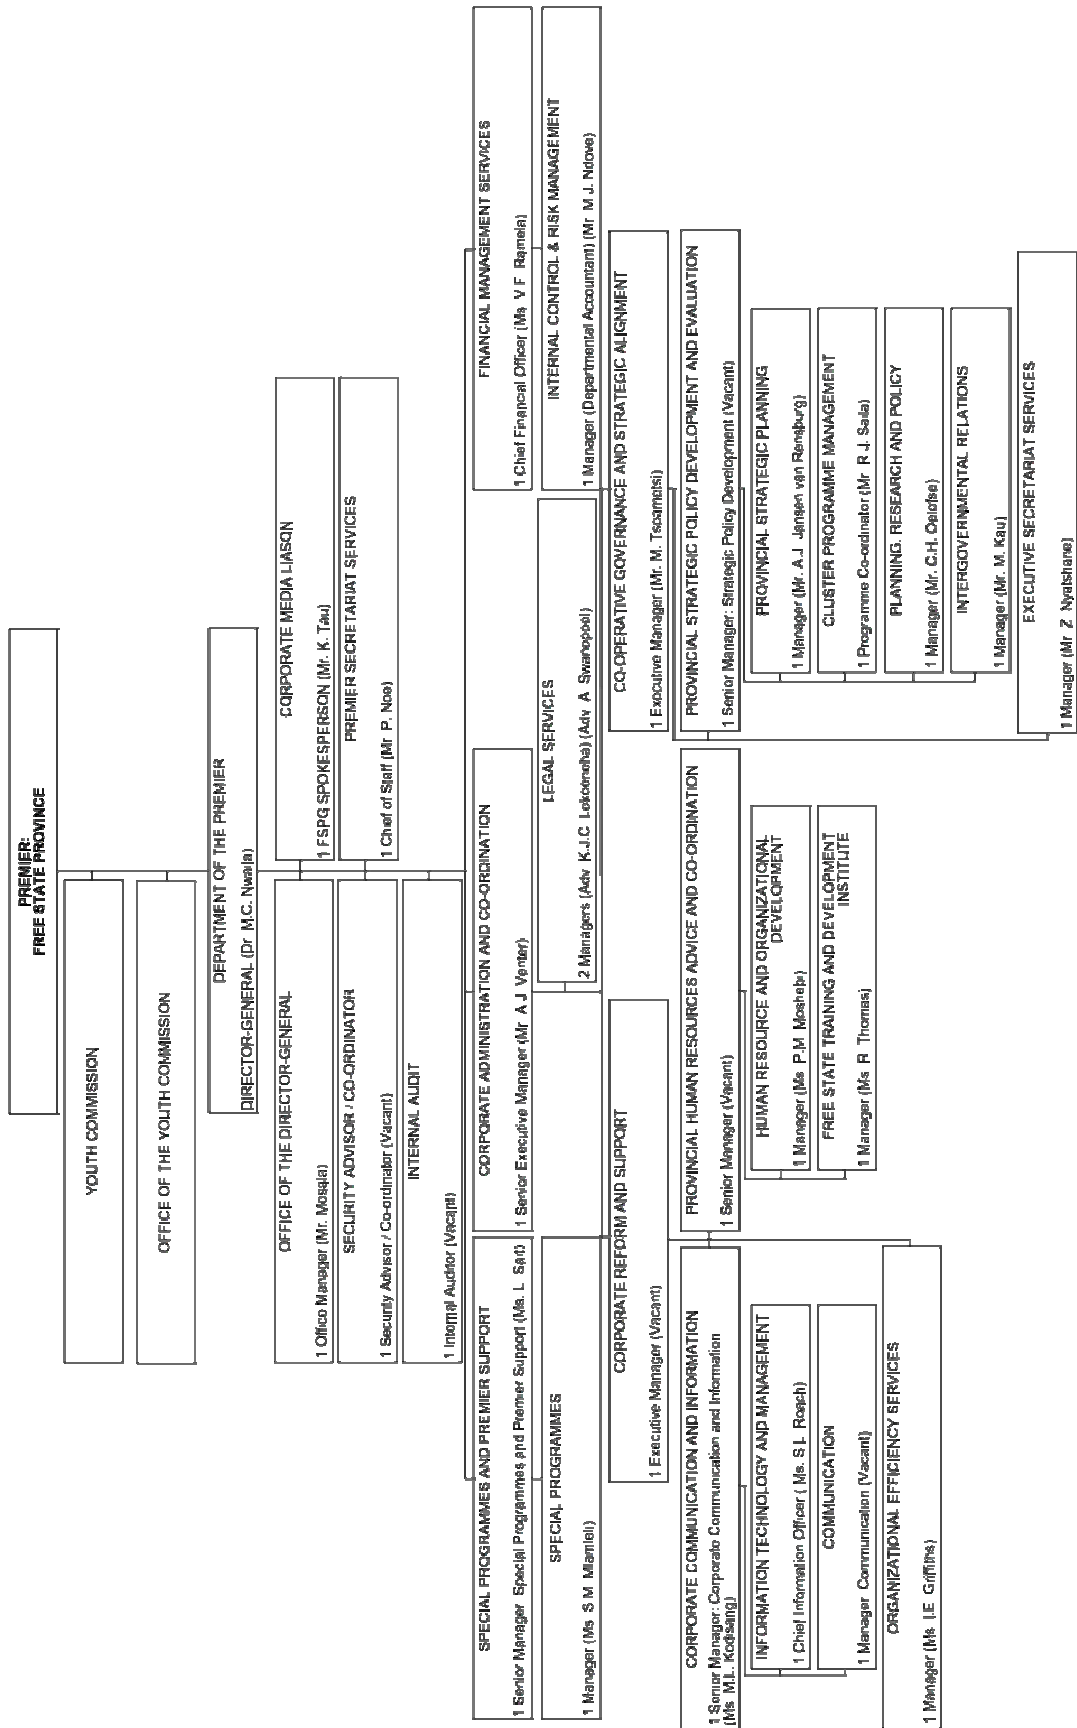 PREMIER:
FREE STATE PROVINCE
YOUTH COMMISSION
OFFICE OF THE YOUTH COMMISSION
DEPARTMENT OF THE PREMIER
DIRECTOR-GENERAL (Dr M.C. Nwaila)
OFFICE OF THE DIRECTOR-GENERAL
1 Office Manager (Mr. Mosala)
CORPORATE MEDIA LIASON
1 FSPG SPOKESPERSON (Mr. K. Tau)
SECURITY ADVISOR / CO-ORDINATOR
1 Security Advisor / Co-ordinator (Vacant)
PREMIER SECRETARIAT SERVICES
1 Chief of Staff (Mr P. Noe)
INTERNAL AUDIT
1 Internal Auditor (Vacant)
SPECIAL PROGRAMMES AND PREMIER SUPPORT
1 Senior Manager Special Programmes and Premier Support (Ms. L Sait)
CORPORATE ADMINISTRATION AND CO-ORDINATION
1 Senior Executive Manager (Mr A J Venter)
FINANCIAL MANAGEMENT SERVICES
1 Chief Financial Officer (Ms V F Ramela)
SPECIAL PROGRAMMES
1 Manager (Ms S M Mlamleli)
LEGAL SERVICES
2 Managers (Adv K.J.C (Adv A Swanepoel)
INTERNAL CONTROL & RISK MANAGEMENT
1 Manager (Departmental Accountant) (Mr M J. Ndove)
CORPORATE REFORM AND SUPPORT
1 Executive Manager (Vacant)
CO-OPERATIVE GOVERNANCE AND STRATEGIC ALIGNMENT
1 Executive Manager (Mr. M. Tsoametsi)
CORPORATE COMMUNICATION AND INFORMATION
1 Senior Manager: Corporate Communication and Information
(Ms M.L. Kodisang)
PROVINCIAL HUMAN RESOURCES ADVICE AND CO-ORDINATION
1 Senior Manager (Vacant)
PROVINCIAL STRATEGIC POLICY DEVELOPMENT AND EVALUATION
1 Senior Manager: Strategic Policy Development (Vacant)
INFORMATION TECHNOLOGY AND MANAGEMENT
1 Chief Information Officer ( Ms. S L Roach)
COMMUNICATION
1 Manager Communication (Vacant)
ORGANIZATIONAL EFFICIENCY SERVICES
1 Manager (Ms I.E Griffiths)
HUMAN RESOURCE AND ORGANIZATIONAL
DEVELOPMENT
1 Manager (Ms P.M Moshebi)
FREE STATE TRAINING AND DEVELOPMENT
INSTITUTE
1 Manager (Ms R Thomas)
PROVINCIAL STRATEGIC PLANNING
1 Manager (Mr. A.J Jansen van Rensburg)
CLUSTER PROGRAMME MANAGEMENT
1 Programme Co-ordinator (Mr R J. Saila)
PLANNING, RESEARCH AND POLICY
1 Manager (Mr. C.H. Oplofse)
INTERGOVERNMENTAL RELATIONS
1 Manager (Mr. M. Kau)
EXECUTIVE SECRETARIAT SERVICES
1 Manager (Mr Z Nyatshane)